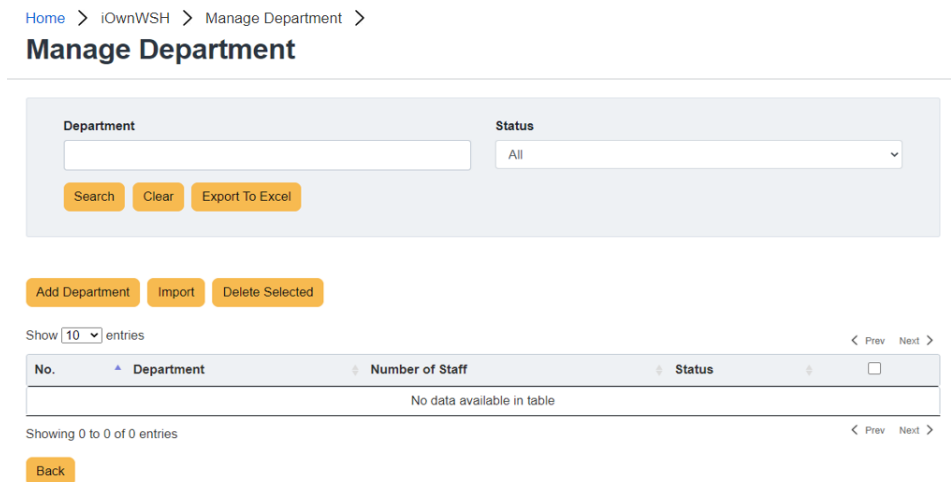 Home > iOwnWSH > Manage Department >
Manage Department
Department Status
All
Search Clear Export To Excel
Add Department Import Delete Selected
Show 10 entries
Prev Next
No. Department Number of Staff Status
No data available in table
Showing 0 to 0 of 0 entries
Prev Next
Back